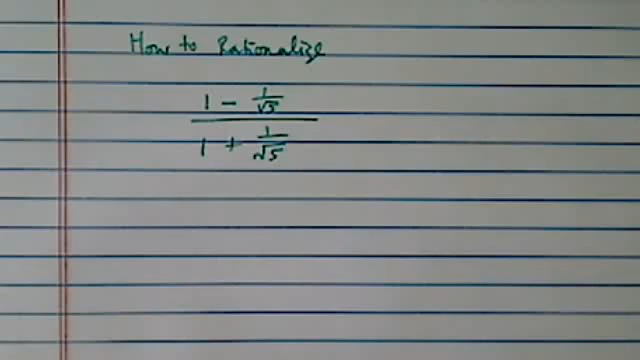 How to Rationalize
1 - 1/√5
1 + 1/√5